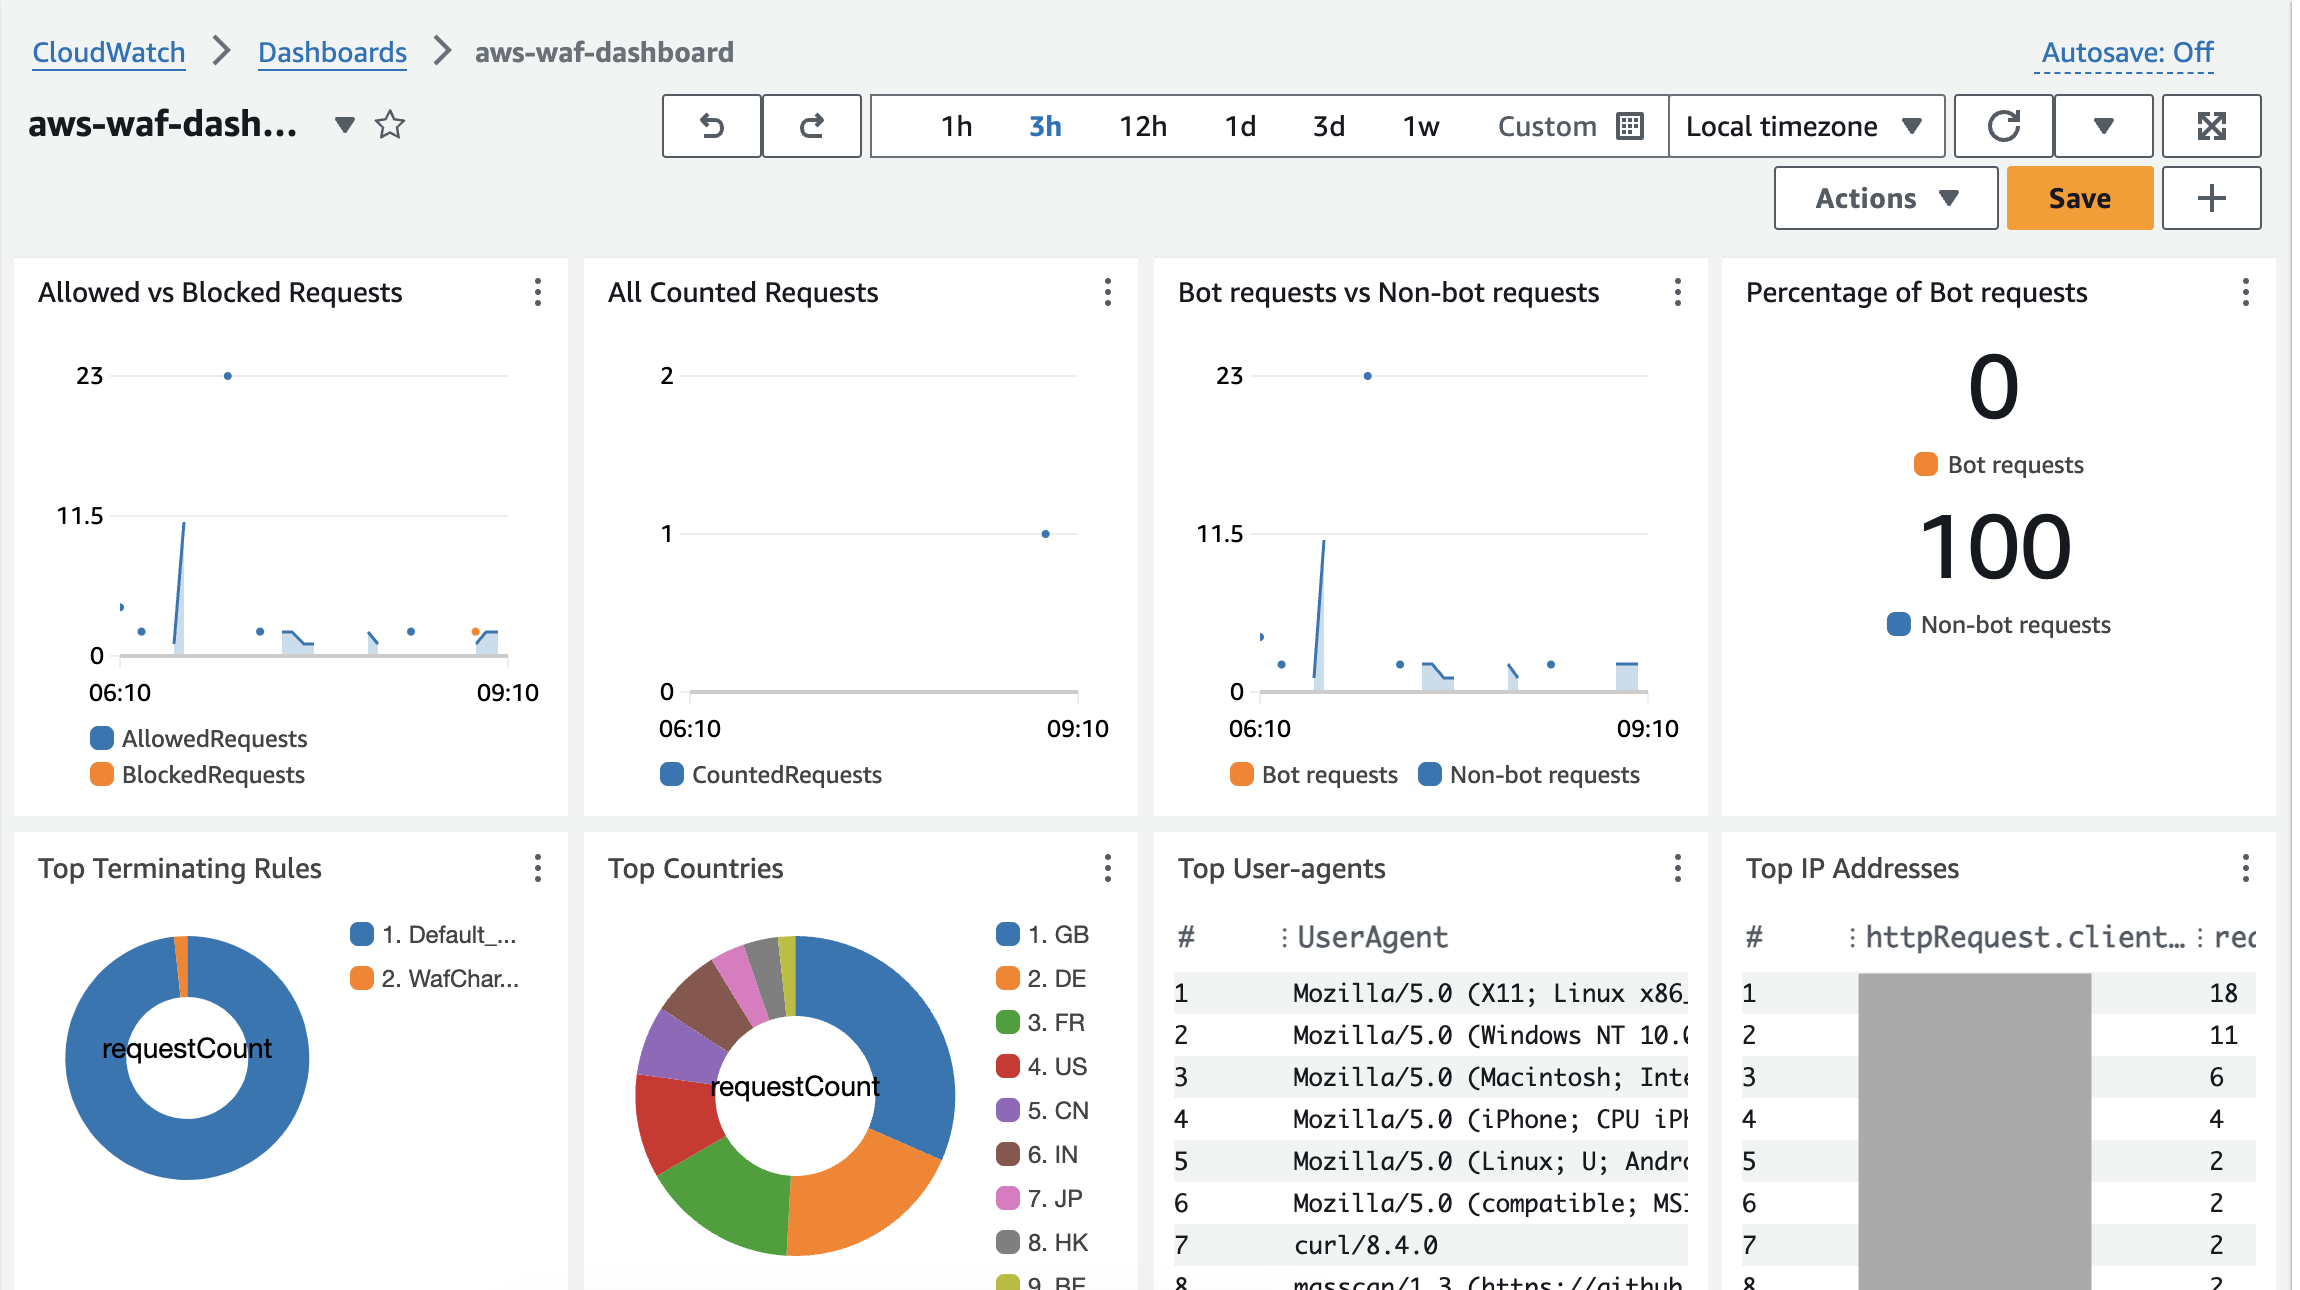 CloudWatch > Dashboards > aws-waf-dashboard
Autosave: Off
aws-waf-dash...
1h 3h 12h 1d 3d 1w Custom
Local timezone
Actions
Save
Allowed vs Blocked Requests
23
11.5
0
06:10 09:10
AllowedRequests
BlockedRequests
All Counted Requests
2
1
0
06:10 09:10
CountedRequests
Bot requests vs Non-bot requests
23
11.5
0
06:10 09:10
Bot requests Non-bot requests
Percentage of Bot requests
0
Bot requests
100
Non-bot requests
Top Terminating Rules
requestCount
1. Default_...
2. WafChar...
Top Countries
requestCount
1. GB
2. DE
3. FR
4. US
5. CN
6. IN
7. JP
8. HK
9. BE
Top User-agents
# UserAgent
1 Mozilla/5.0 (X11; Linux x86_
2 Mozilla/5.0 (Windows NT 10.0
3 Mozilla/5.0 (Macintosh; Inte
4 Mozilla/5.0 (iPhone; CPU iPh
5 Mozilla/5.0 (Linux; U; Andro
6 Mozilla/5.0 (compatible; MSI
7 curl/8.4.0
8 masscan/1.3 (https://github.
Top IP Addresses
# httpRequest.client... req
1 18
2 11
3 6
4 4
5 2
6 2
7 2
8 2